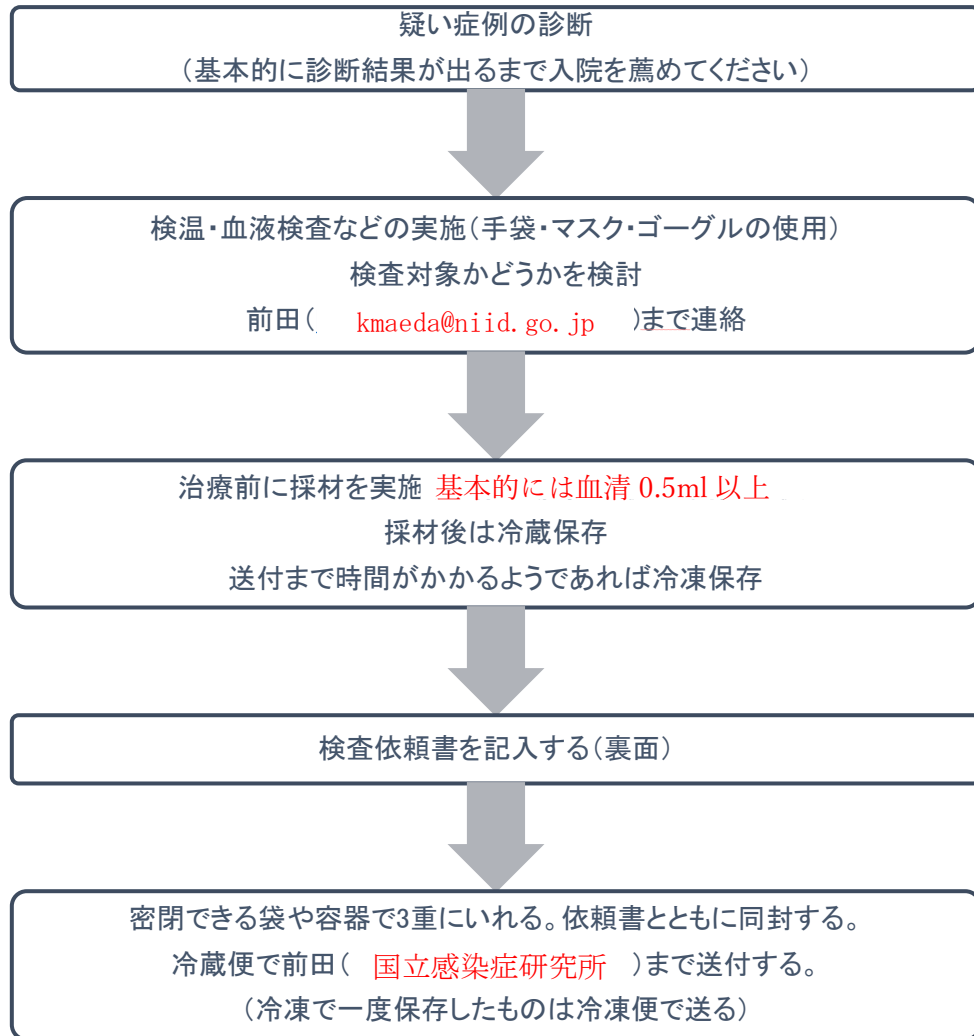 疑い症例の診断
（基本的に診断結果が出るまで入院を薦めてください）
検温・血液検査などの実施（手袋・マスク・ゴーグルの使用）
検査対象かどうかを検討
前田（ kmaeda@niid.go.jp ）まで連絡
治療前に採材を実施 基本的には血清 0.5ml 以上
採材後は冷蔵保存
送付まで時間がかかるようであれば冷凍保存
検査依頼書を記入する（裏面）
密閉できる袋や容器で3重にいれる。依頼書とともに同封する。
冷蔵便で前田（ 国立感染症研究所 ）まで送付する。
（冷凍で一度保存したものは冷凍便で送る）